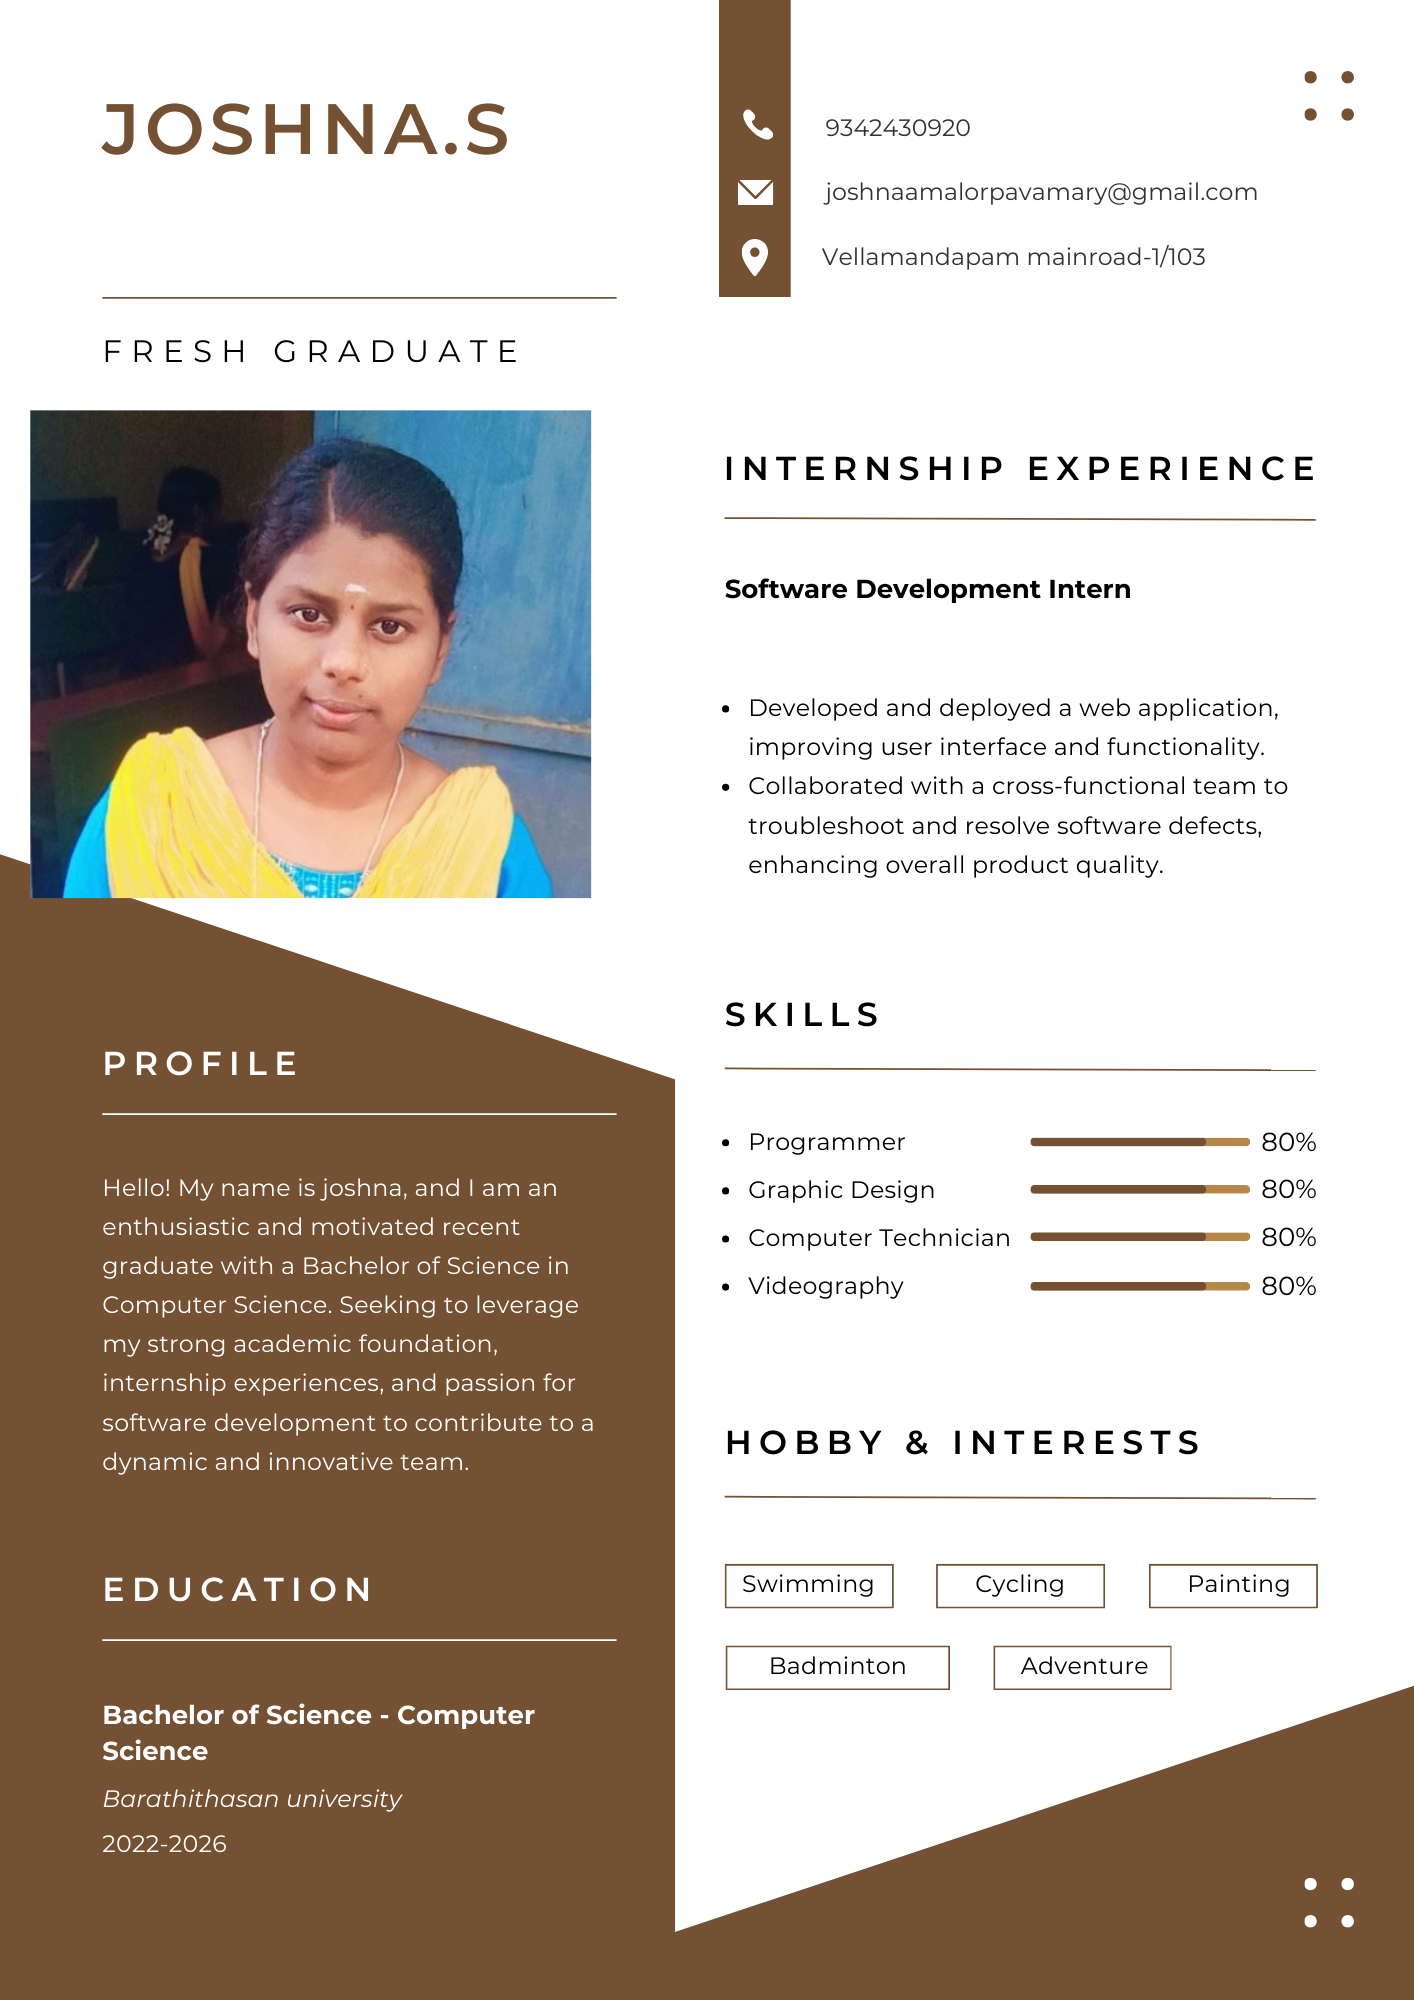 JOSHNA.S
9342430920
joshnaamalorpavamary@gmail.com
Vellamandapam mainroad-1/103
FRESH GRADUATE
PROFILE
Hello! My name is joshna, and I am an
enthusiastic and motivated recent
graduate with a Bachelor of Science in
Computer Science. Seeking to leverage
my strong academic foundation,
internship experiences, and passion for
software development to contribute to a
dynamic and innovative team.
EDUCATION
Bachelor of Science - Computer
Science
Barathithasan university
2022-2026
INTERNSHIP EXPERIENCE
Software Development Intern
• Developed and deployed a web application,
improving user interface and functionality.
• Collaborated with a cross-functional team to
troubleshoot and resolve software defects,
enhancing overall product quality.
SKILLS
• Programmer 80%
• Graphic Design 80%
• Computer Technician 80%
• Videography 80%
HOBBY & INTERESTS
Swimming Cycling Painting
Badminton Adventure